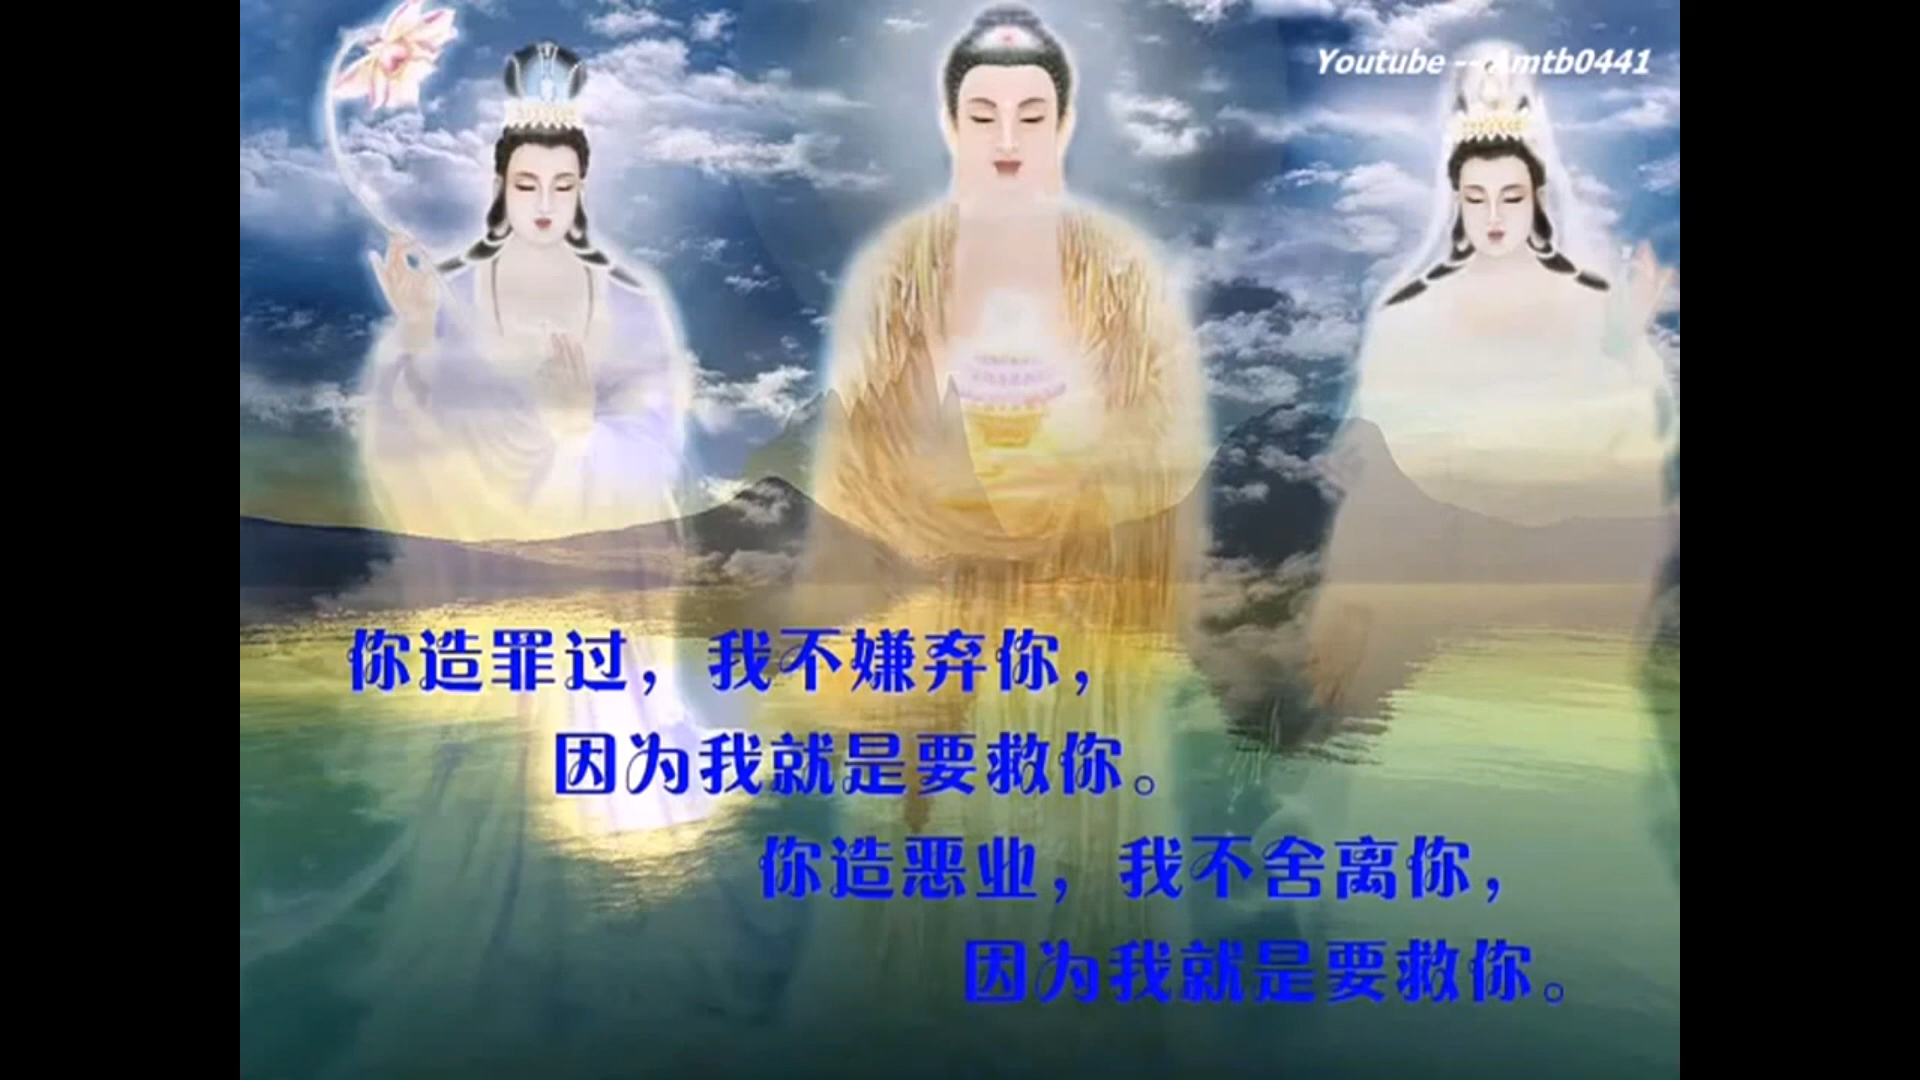 Youtube -- Amtb0441
你造罪过，我不嫌弃你，
因为我就是要救你。
你造恶业，我不舍离你，
因为我就是要救你。